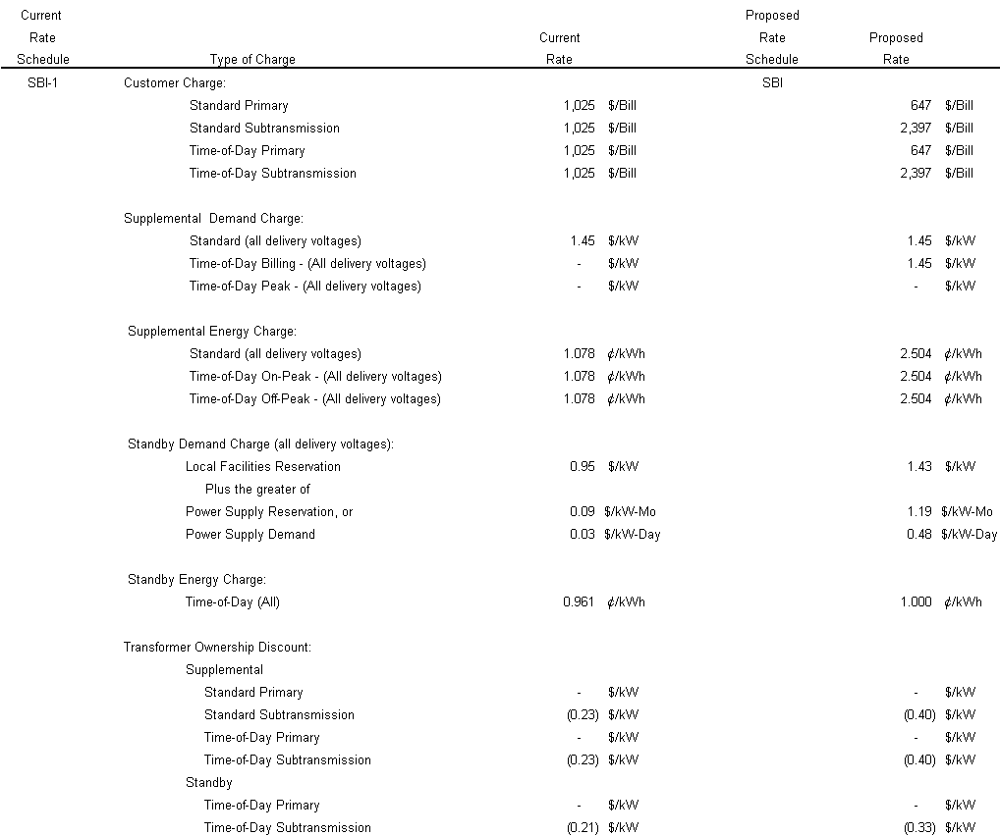 Current Proposed
Rate Current Rate Proposed
Schedule Type of Charge Rate Schedule Rate
SBI-1 Customer Charge: SBI
Standard Primary 1,025 $/Bill 647 $/Bill
Standard Subtransmission 1,025 $/Bill 2,397 $/Bill
Time-of-Day Primary 1,025 $/Bill 647 $/Bill
Time-of-Day Subtransmission 1,025 $/Bill 2,397 $/Bill
Supplemental Demand Charge:
Standard (all delivery voltages) 1.45 $/kW 1.45 $/kW
Time-of-Day Billing - (All delivery voltages) - $/kW 1.45 $/kW
Time-of-Day Peak - (All delivery voltages) - $/kW - $/kW
Supplemental Energy Charge:
Standard (all delivery voltages) 1.078 ¢/kWh 2.504 ¢/kWh
Time-of-Day On-Peak - (All delivery voltages) 1.078 ¢/kWh 2.504 ¢/kWh
Time-of-Day Off-Peak - (All delivery voltages) 1.078 ¢/kWh 2.504 ¢/kWh
Standby Demand Charge (all delivery voltages):
Local Facilities Reservation 0.95 $/kW 1.43 $/kW
Plus the greater of
Power Supply Reservation, or 0.09 $/kW-Mo 1.19 $/kW-Mo
Power Supply Demand 0.03 $/kW-Day 0.48 $/kW-Day
Standby Energy Charge:
Time-of-Day (All) 0.961 ¢/kWh 1.000 ¢/kWh
Transformer Ownership Discount:
Supplemental
Standard Primary - $/kW - $/kW
Standard Subtransmission (0.23) $/kW (0.40) $/kW
Time-of-Day Primary - $/kW - $/kW
Time-of-Day Subtransmission (0.23) $/kW (0.40) $/kW
Standby
Time-of-Day Primary - $/kW - $/kW
Time-of-Day Subtransmission (0.21) $/kW (0.33) $/kW